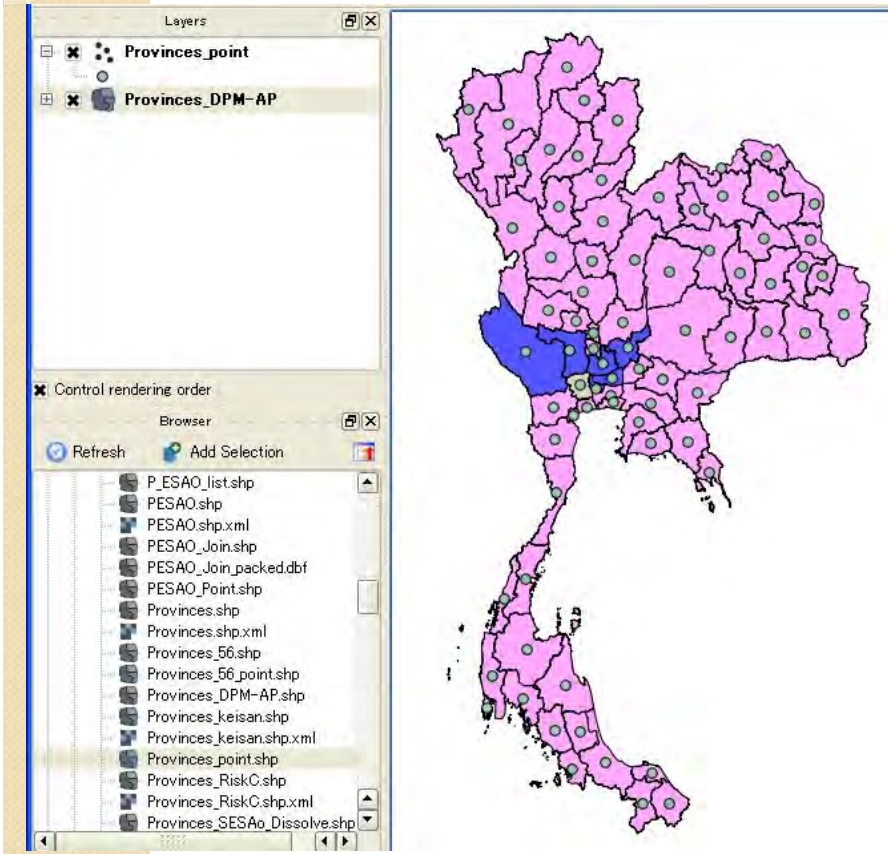 Layers
Provinces_point
Provinces_DPM-AP
Control rendering order
Browser
Refresh Add Selection
P_ESAO_list.shp
PESAO.shp
PESAO.shp.xml
PESAO_Join.shp
PESAO_Join_packed.dbf
PESAO_Point.shp
Provinces.shp
Provinces.shp.xml
Provinces_56.shp
Provinces_56_point.shp
Provinces_DPM-AP.shp
Provinces_keisan.shp
Provinces_keisan.shp.xml
Provinces_point.shp
Provinces_RiskC.shp
Provinces_RiskC.shp.xml
Provinces_SESAo_Dissolve.shp